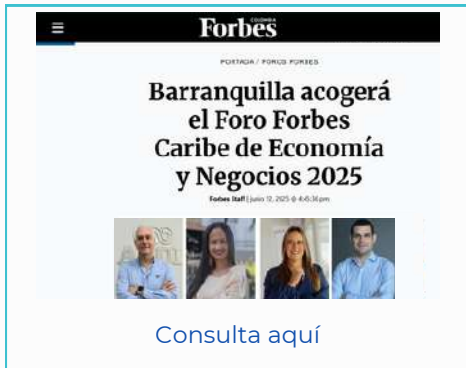 Forbes
COLOMBIA
PORTADA / FOROS FORBES
Barranquilla acogerá
el Foro Forbes
Caribe de Economía
y Negocios 2025
Forbes Staff | junio 12, 2025 @ 4:45:36 pm
Consulta aquí